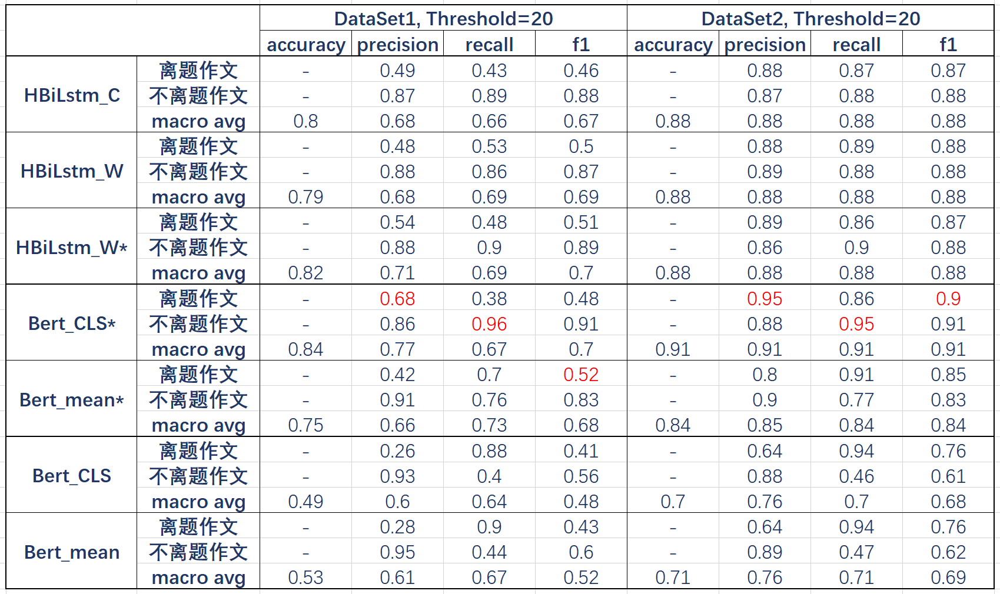 DataSet1, Threshold=20 DataSet2, Threshold=20
accuracy precision recall f1 accuracy precision recall f1
HBiLstm_C
离题作文 - 0.49 0.43 0.46 - 0.88 0.87 0.87
不离题作文 - 0.87 0.89 0.88 - 0.87 0.88 0.88
macro avg 0.8 0.68 0.66 0.67 0.88 0.88 0.88 0.88
HBiLstm_W
离题作文 - 0.48 0.53 0.5 - 0.88 0.89 0.88
不离题作文 - 0.88 0.86 0.87 - 0.89 0.88 0.88
macro avg 0.79 0.68 0.69 0.69 0.88 0.88 0.88 0.88
HBiLstm_W*
离题作文 - 0.54 0.48 0.51 - 0.89 0.86 0.87
不离题作文 - 0.88 0.9 0.89 - 0.86 0.9 0.88
macro avg 0.82 0.71 0.69 0.7 0.88 0.88 0.88 0.88
Bert_CLS*
离题作文 - 0.68 0.38 0.48 - 0.95 0.86 0.9
不离题作文 - 0.86 0.96 0.91 - 0.88 0.95 0.91
macro avg 0.84 0.77 0.67 0.7 0.91 0.91 0.91 0.91
Bert_mean*
离题作文 - 0.42 0.7 0.52 - 0.8 0.91 0.85
不离题作文 - 0.91 0.76 0.83 - 0.9 0.77 0.83
macro avg 0.75 0.66 0.73 0.68 0.84 0.85 0.84 0.84
Bert_CLS
离题作文 - 0.26 0.88 0.41 - 0.64 0.94 0.76
不离题作文 - 0.93 0.4 0.56 - 0.88 0.46 0.61
macro avg 0.49 0.6 0.64 0.48 0.7 0.76 0.7 0.68
Bert_mean
离题作文 - 0.28 0.9 0.43 - 0.64 0.94 0.76
不离题作文 - 0.95 0.44 0.6 - 0.89 0.47 0.62
macro avg 0.53 0.61 0.67 0.52 0.71 0.76 0.71 0.69